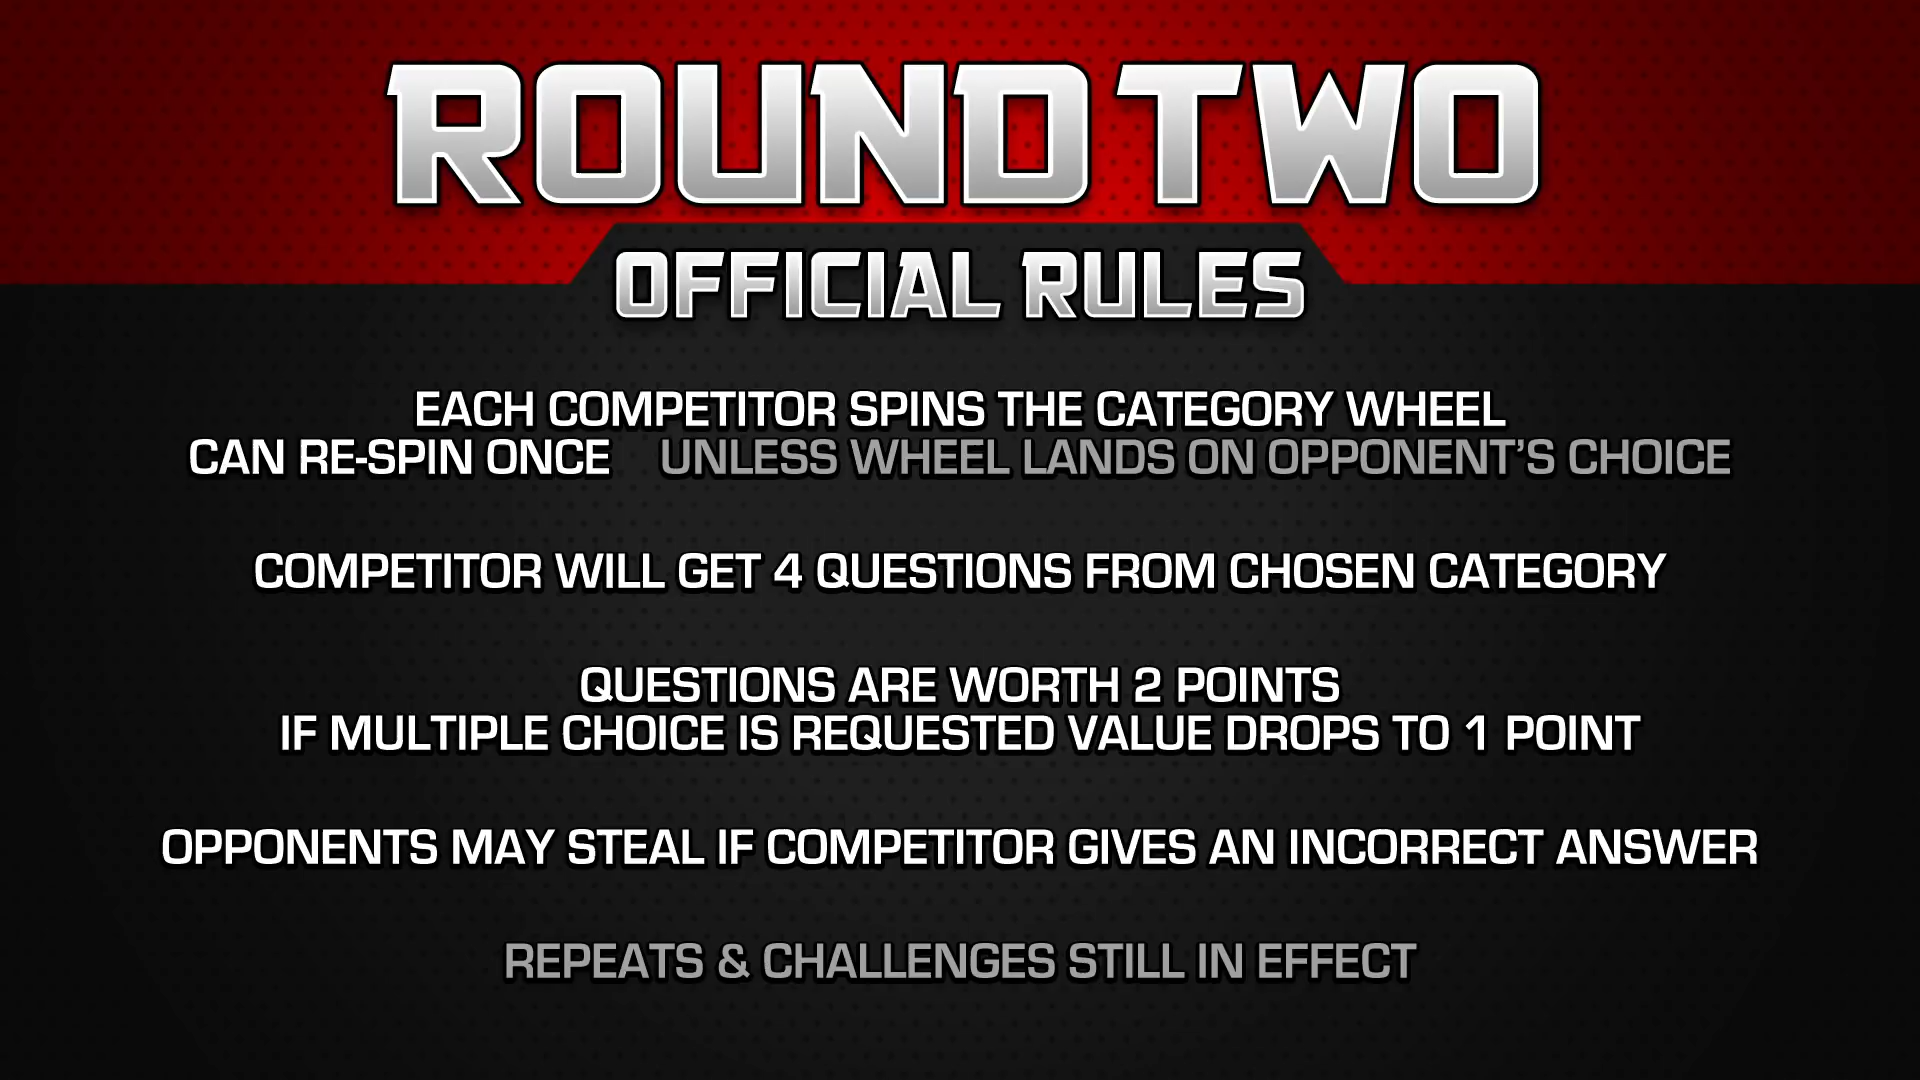 ROUND TWO
OFFICIAL RULES
EACH COMPETITOR SPINS THE CATEGORY WHEEL
CAN RE-SPIN ONCE UNLESS WHEEL LANDS ON OPPONENT’S CHOICE
COMPETITOR WILL GET 4 QUESTIONS FROM CHOSEN CATEGORY
QUESTIONS ARE WORTH 2 POINTS
IF MULTIPLE CHOICE IS REQUESTED VALUE DROPS TO 1 POINT
OPPONENTS MAY STEAL IF COMPETITOR GIVES AN INCORRECT ANSWER
REPEATS & CHALLENGES STILL IN EFFECT